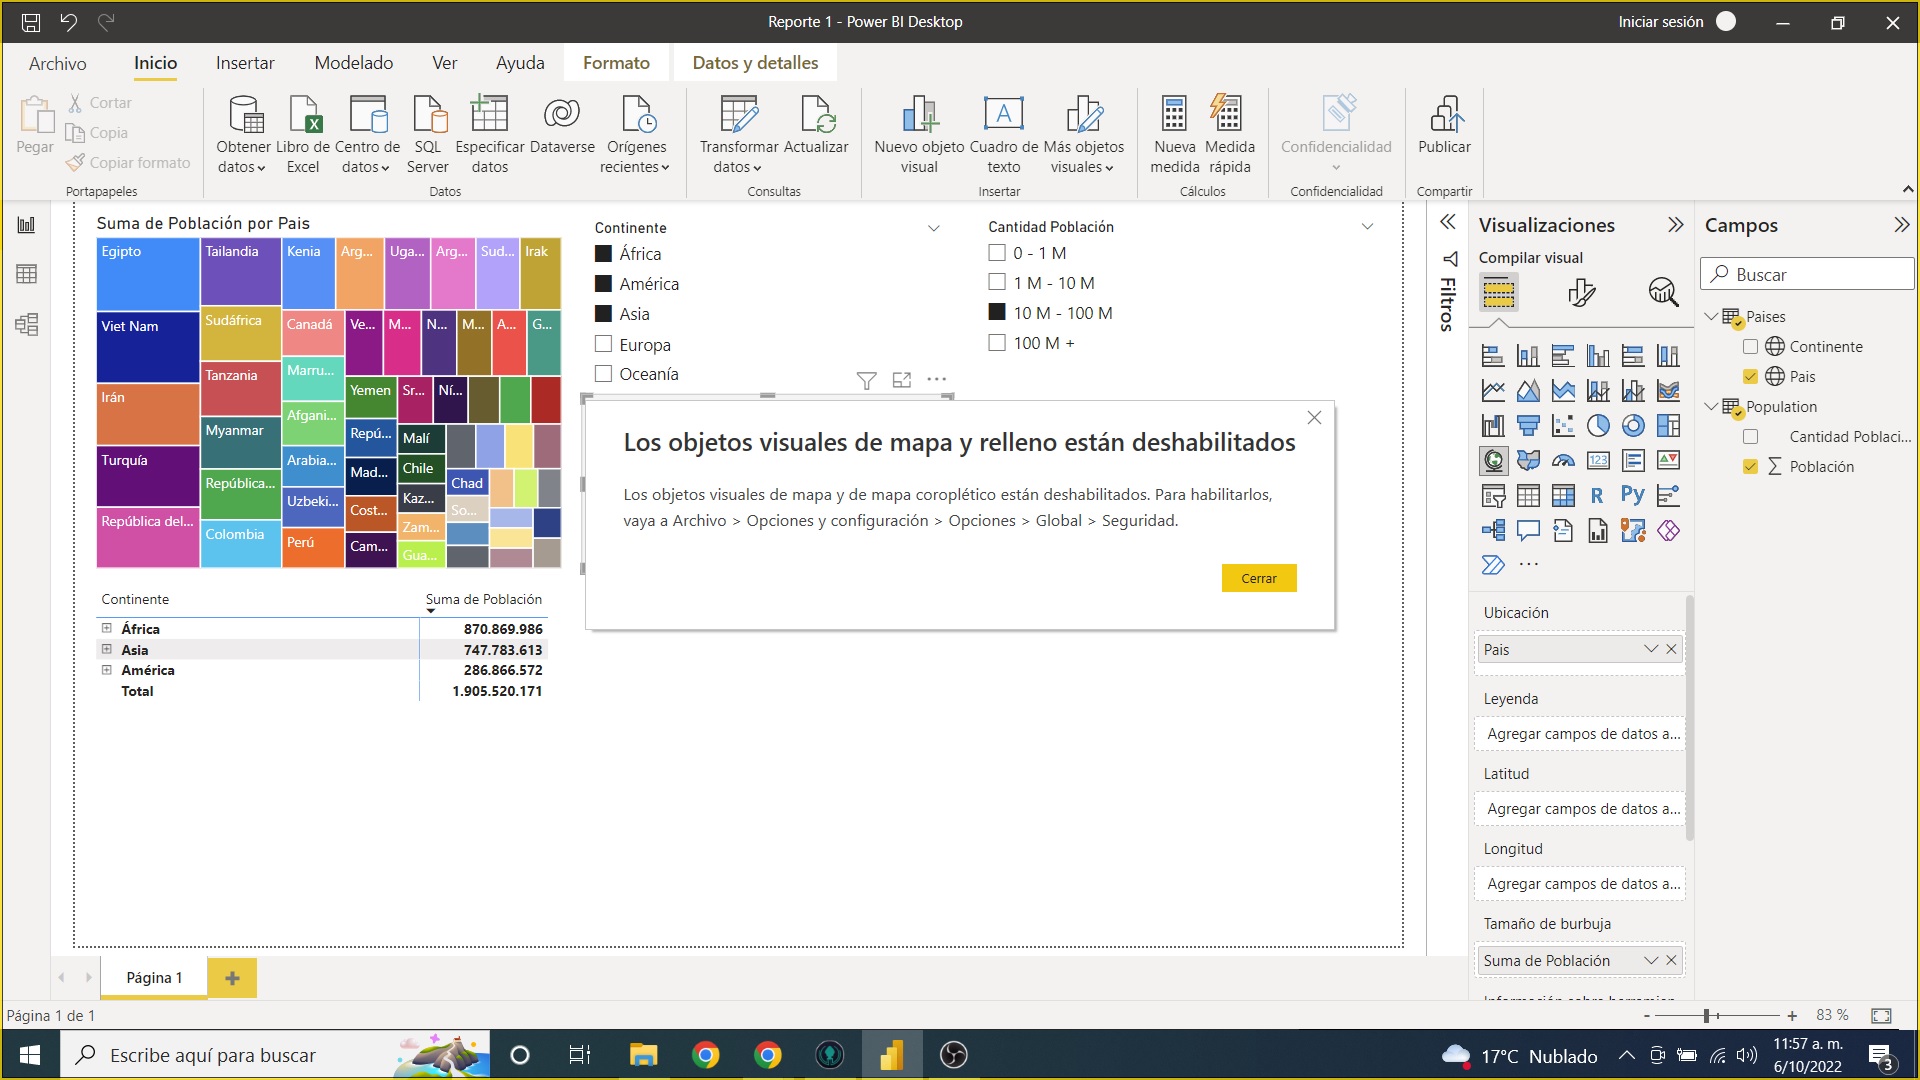 Reporte 1 - Power BI Desktop
Iniciar sesión
Archivo
Inicio
Insertar
Modelado
Ver
Ayuda
Formato
Datos y detalles
Pegar
Cortar
Copia
Copiar formato
Portapapeles
Obtener datos
Libro de Excel
Centro de datos
SQL Server
Especificar datos
Dataverse
Orígenes recientes
Datos
Transformar datos
Actualizar
Consultas
Nuevo objeto visual
Cuadro de texto
Más objetos visuales
Insertar
Nueva medida
Medida rápida
Cálculos
Confidencialidad
Confidencialidad
Publicar
Compartir
Suma de Población por Pais
Egipto
Tailandia
Kenia
Arg...
Uga...
Arg...
Sud...
Irak
Viet Nam
Sudáfrica
Canadá
Ve...
M...
N...
M...
A...
G...
Irán
Tanzania
Marru...
Yemen
Sr...
Ní...
Turquía
Myanmar
Afgani...
Repú...
Malí
República del...
República...
Arabia...
Mad...
Chile
Chad
Colombia
Uzbeki...
Cost...
Kaz...
So...
Perú
Cam...
Zam...
Gua...
Continente
África
América
Asia
Europa
Oceanía
Cantidad Población
0 - 1 M
1 M - 10 M
10 M - 100 M
100 M +
Los objetos visuales de mapa y relleno están deshabilitados
Los objetos visuales de mapa y de mapa coroplético están deshabilitados. Para habilitarlos,
vaya a Archivo > Opciones y configuración > Opciones > Global > Seguridad.
Cerrar
Continente Suma de Población
África 870.869.986
Asia 747.783.613
América 286.866.572
Total 1.905.520.171
Filtros
Visualizaciones
Compilar visual
R
Py
123
Ubicación
Pais
Leyenda
Agregar campos de datos a...
Latitud
Agregar campos de datos a...
Longitud
Agregar campos de datos a...
Tamaño de burbuja
Suma de Población
Campos
Buscar
Paises
Continente
Pais
Population
Cantidad Poblaci...
Población
Página 1
Página 1 de 1
83 %
Escribe aquí para buscar
17°C Nublado
11:57 a. m.
6/10/2022
3